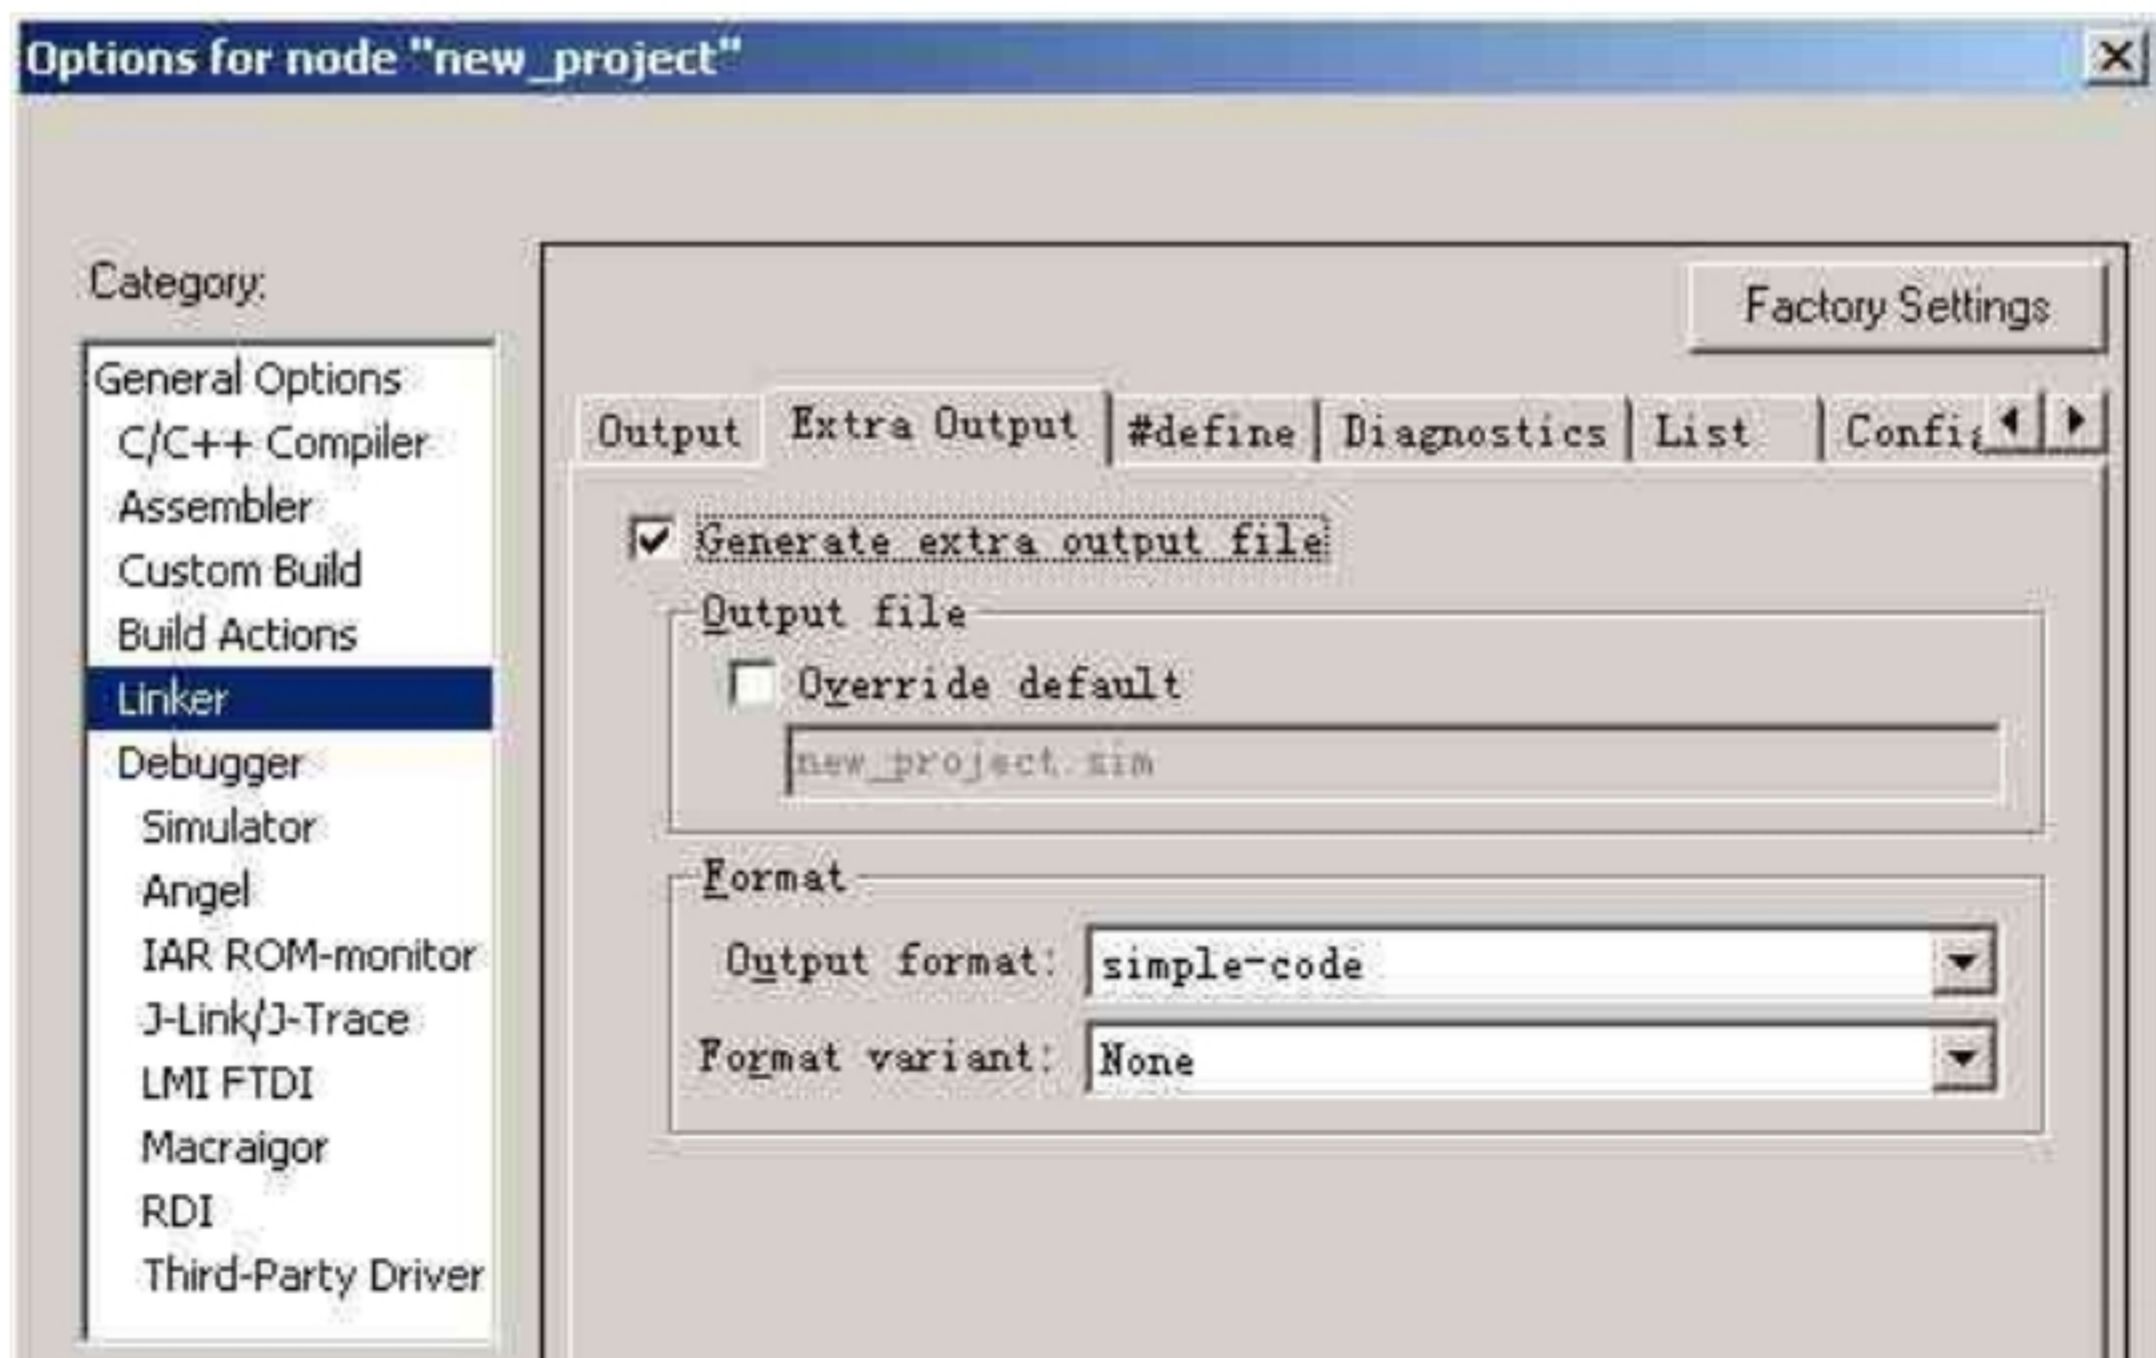 Options for node "new_project"
Category:
General Options
C/C++ Compiler
Assembler
Custom Build
Build Actions
Linker
Debugger
Simulator
Angel
IAR ROM-monitor
J-Link/J-Trace
LMI FTDI
Macraigor
RDI
Third-Party Driver
Factory Settings
Output Extra Output #define Diagnostics List Config
Generate extra output file
Output file
Override default
new_project.sim
Format
Output format: simple-code
Format variant: None